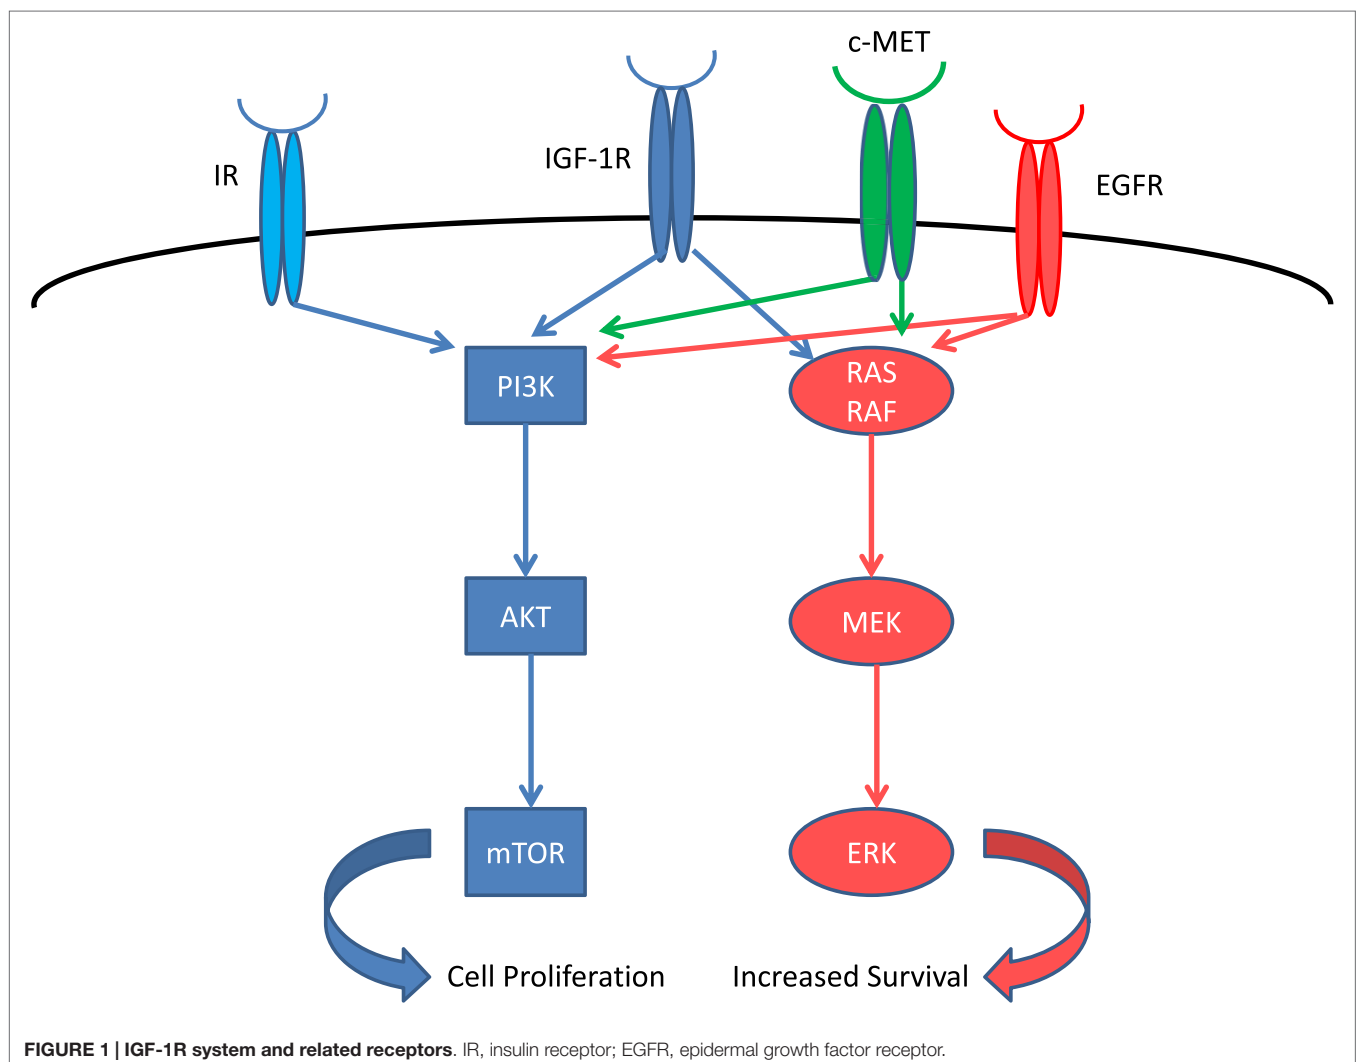 c-MET
IGF-1R
IR
EGFR
PI3K
RAS
RAF
AKT
MEK
mTOR
ERK
Cell Proliferation
Increased Survival
FIGURE 1 | IGF-1R system and related receptors. IR, insulin receptor; EGFR, epidermal growth factor receptor.